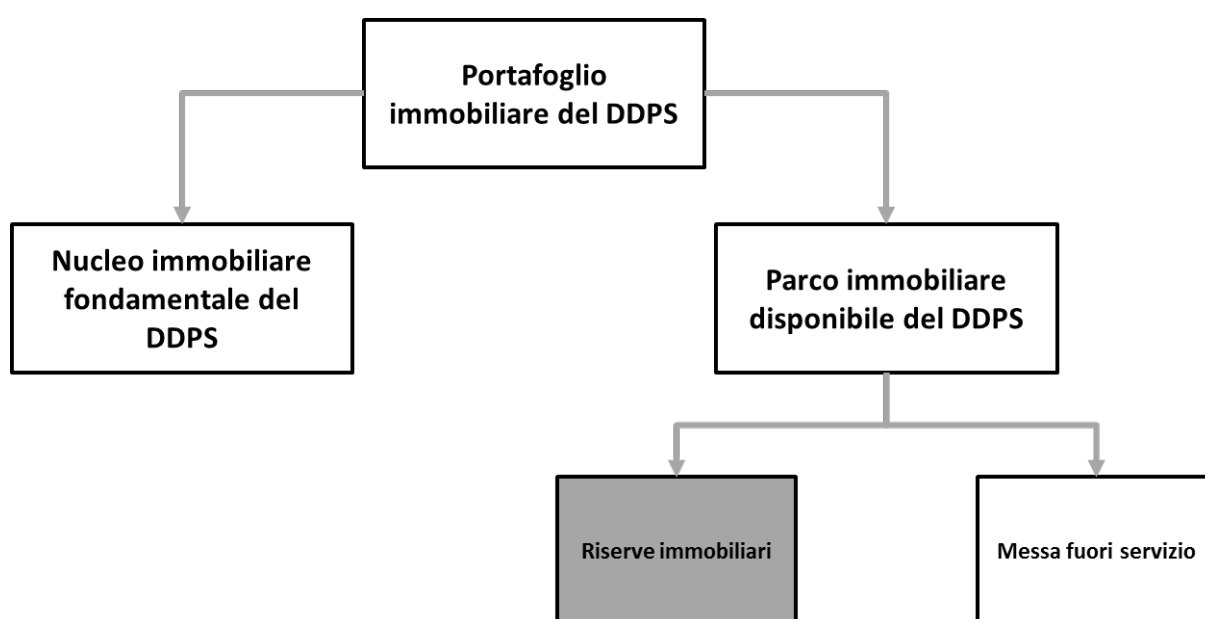 Portafoglio
immobiliare del DDPS
Nucleo immobiliare
fondamentale del
DDPS
Parco immobiliare
disponibile del DDPS
Riserve immobiliari
Messa fuori servizio